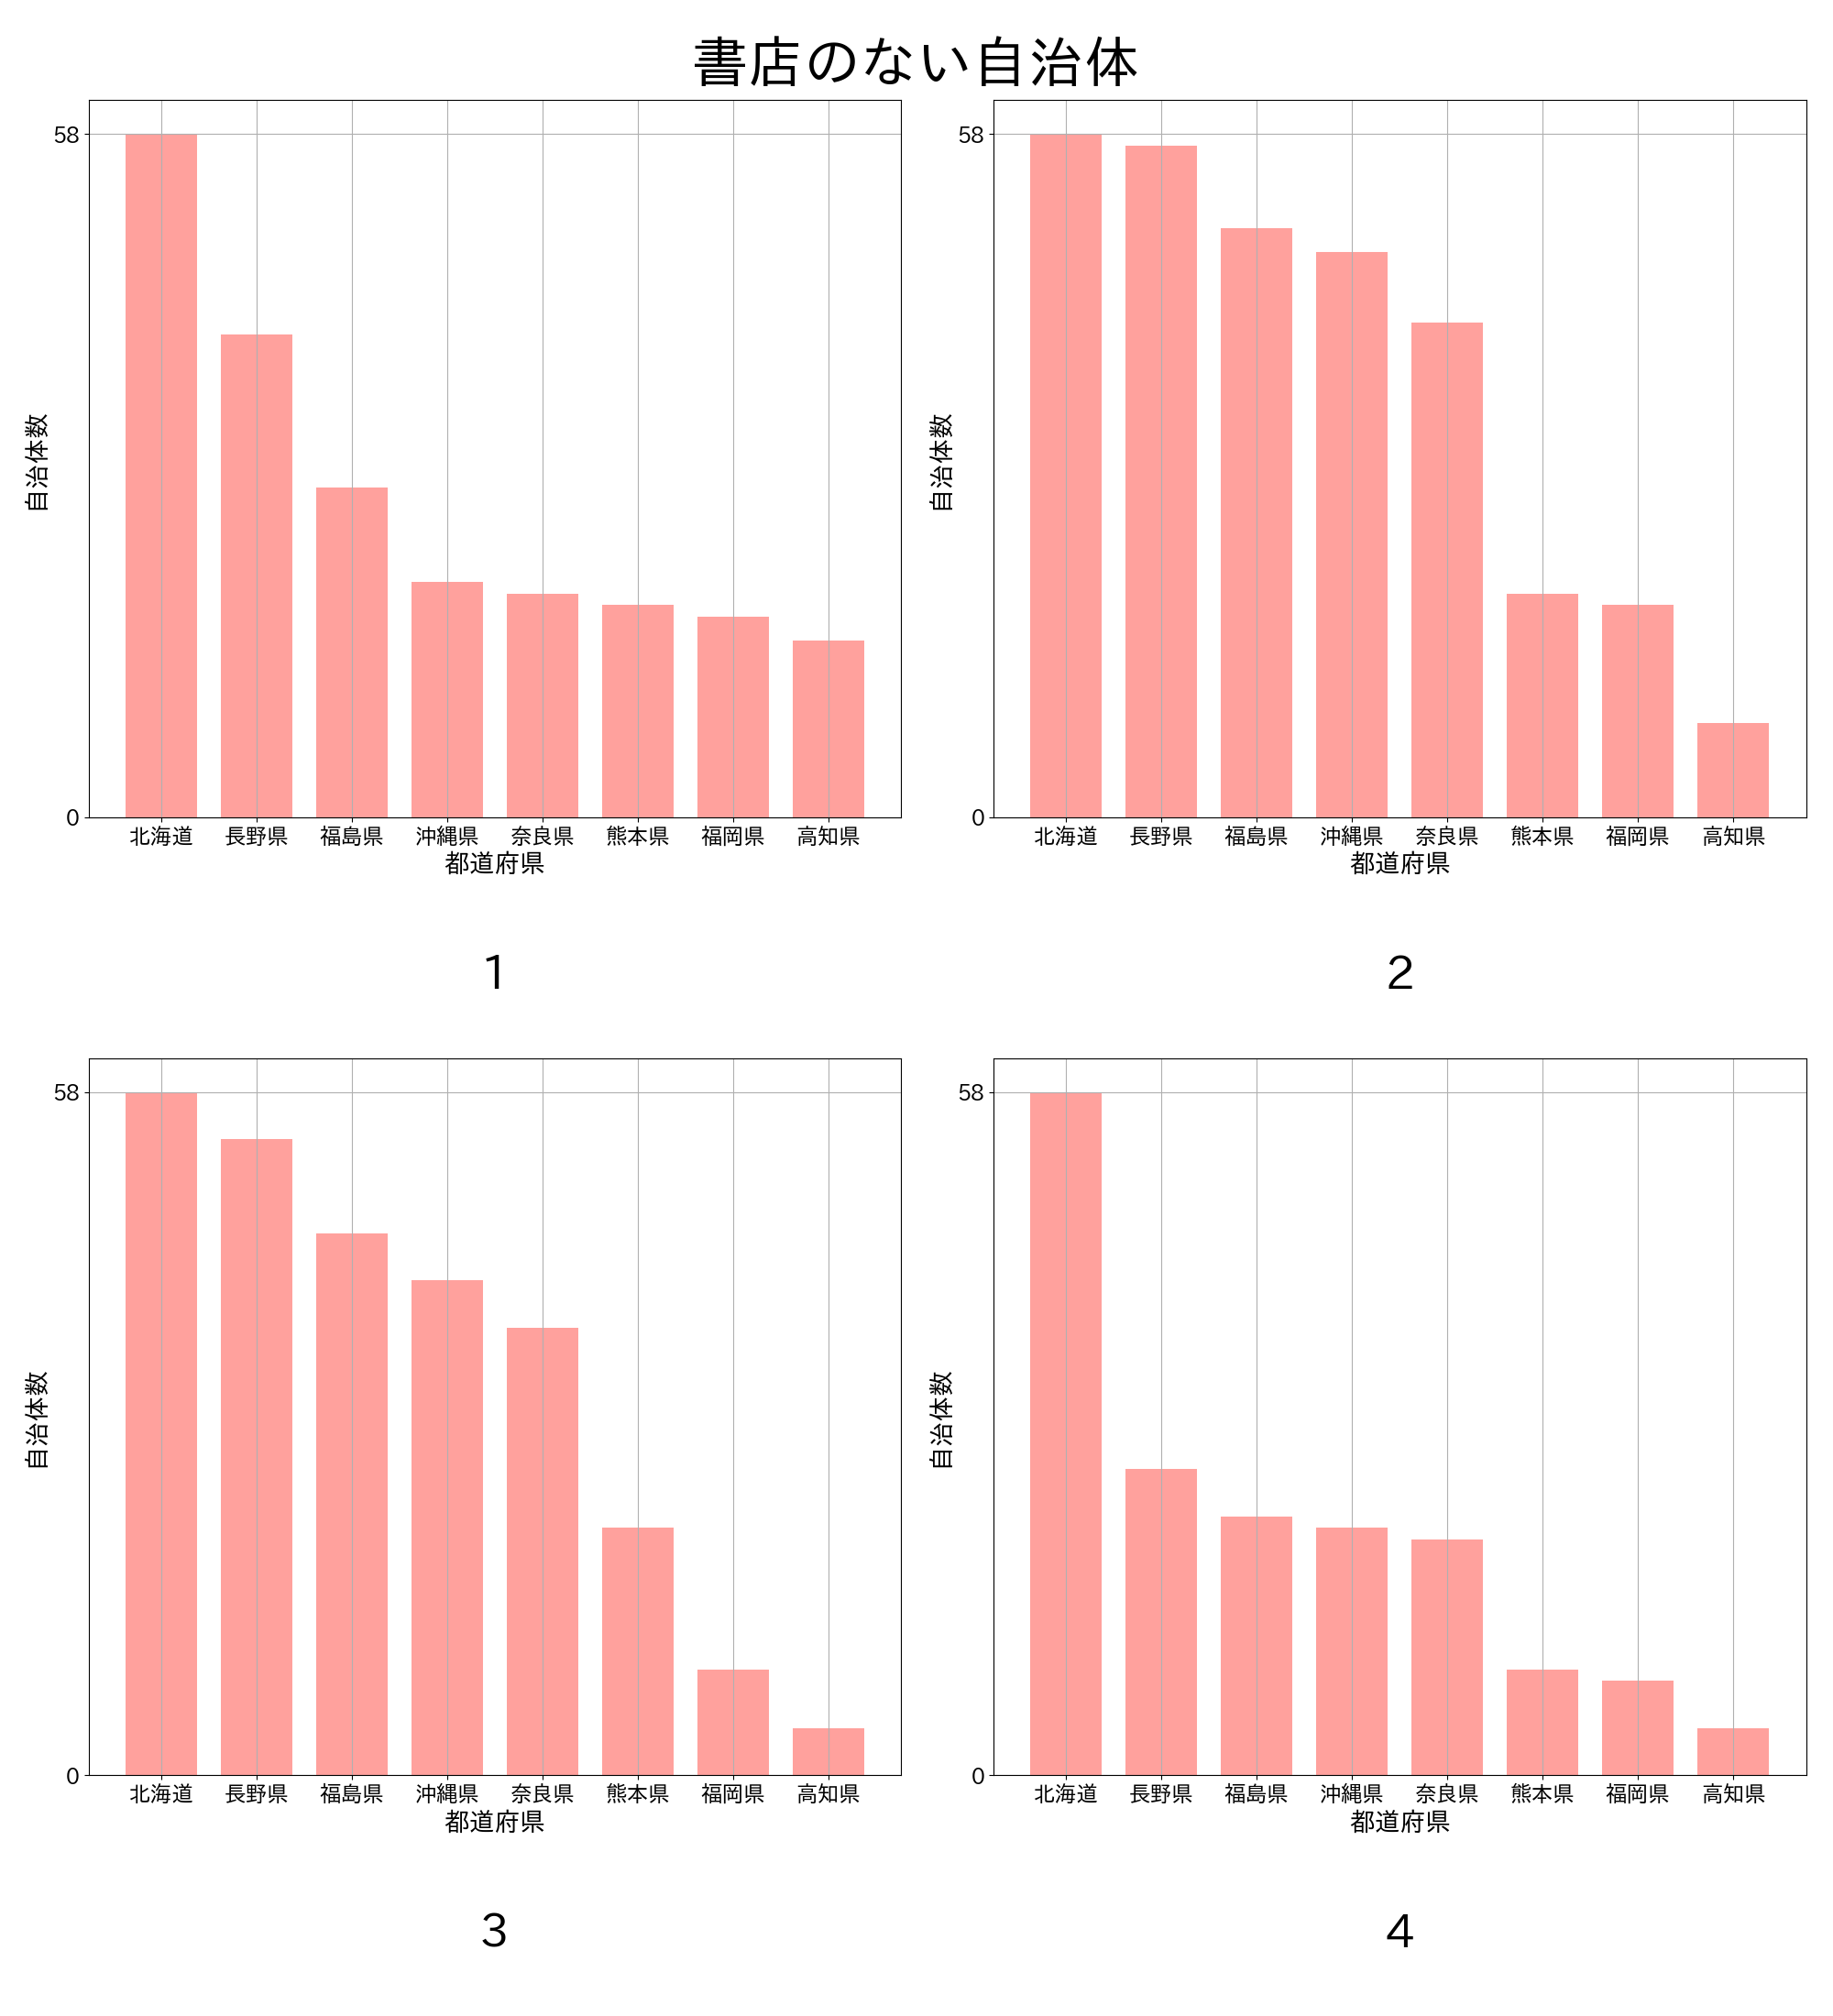 書店のない自治体
58
0
自治体数
北海道 長野県 福島県 沖縄県 奈良県 熊本県 福岡県 高知県
都道府県
1
58
0
自治体数
北海道 長野県 福島県 沖縄県 奈良県 熊本県 福岡県 高知県
都道府県
2
58
0
自治体数
北海道 長野県 福島県 沖縄県 奈良県 熊本県 福岡県 高知県
都道府県
3
58
0
自治体数
北海道 長野県 福島県 沖縄県 奈良県 熊本県 福岡県 高知県
都道府県
4